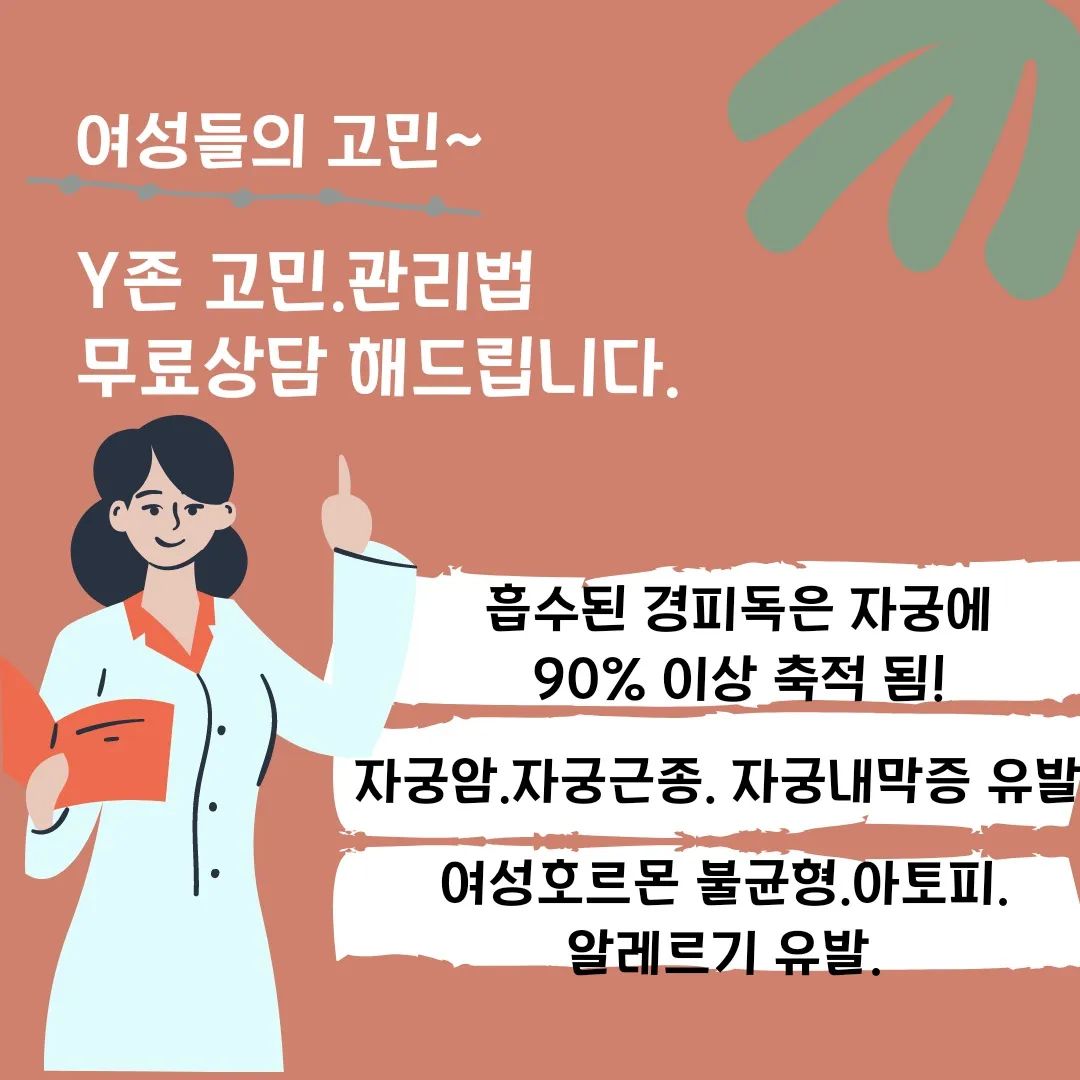 여성들의 고민~
Y존 고민.관리법
무료상담 해드립니다.
흡수된 경피독은 자궁에
90% 이상 축적 됨!
자궁암.자궁근종. 자궁내막증 유발
여성호르몬 불균형.아토피.
알레르기 유발.